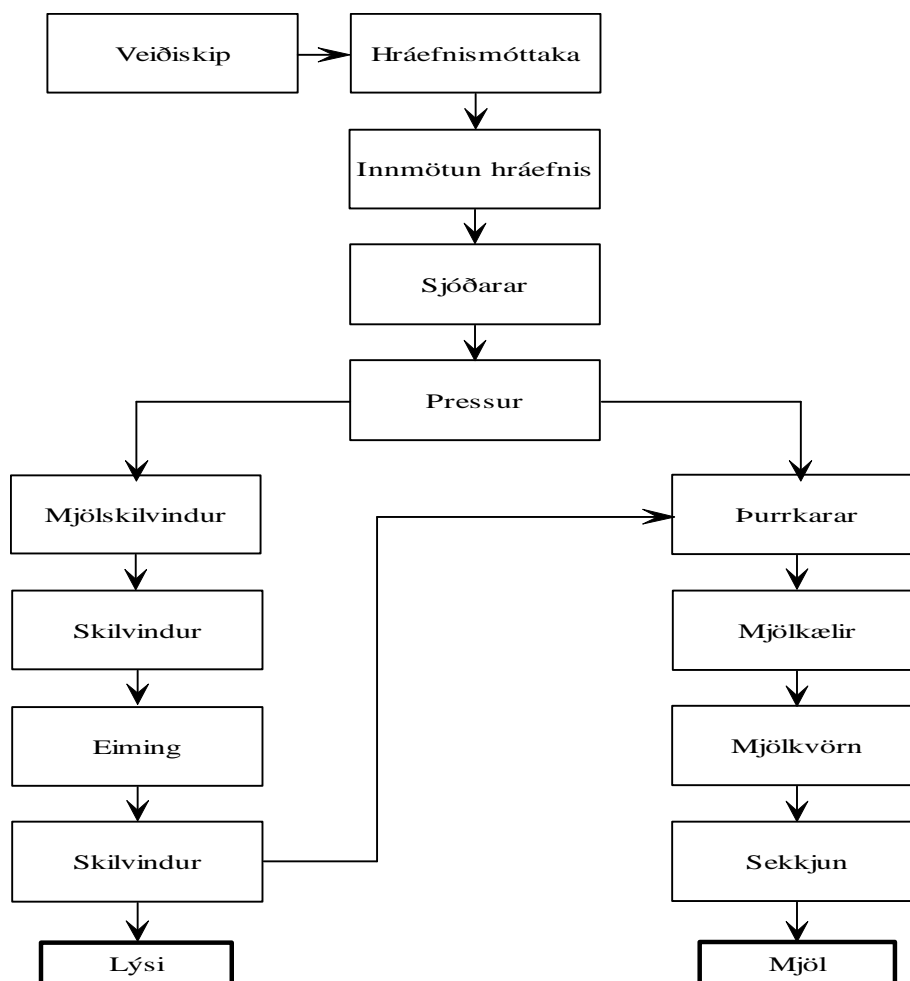 Veiðiskip
Hráefnismóttaka
Innmötun hráefnis
Sjóðarar
Pressur
Mjölskilvindur
Þurrkarar
Skilvindur
Mjölkælir
Eiming
Mjölkvörn
Skilvindur
Sekkjun
Lýsi
Mjöl